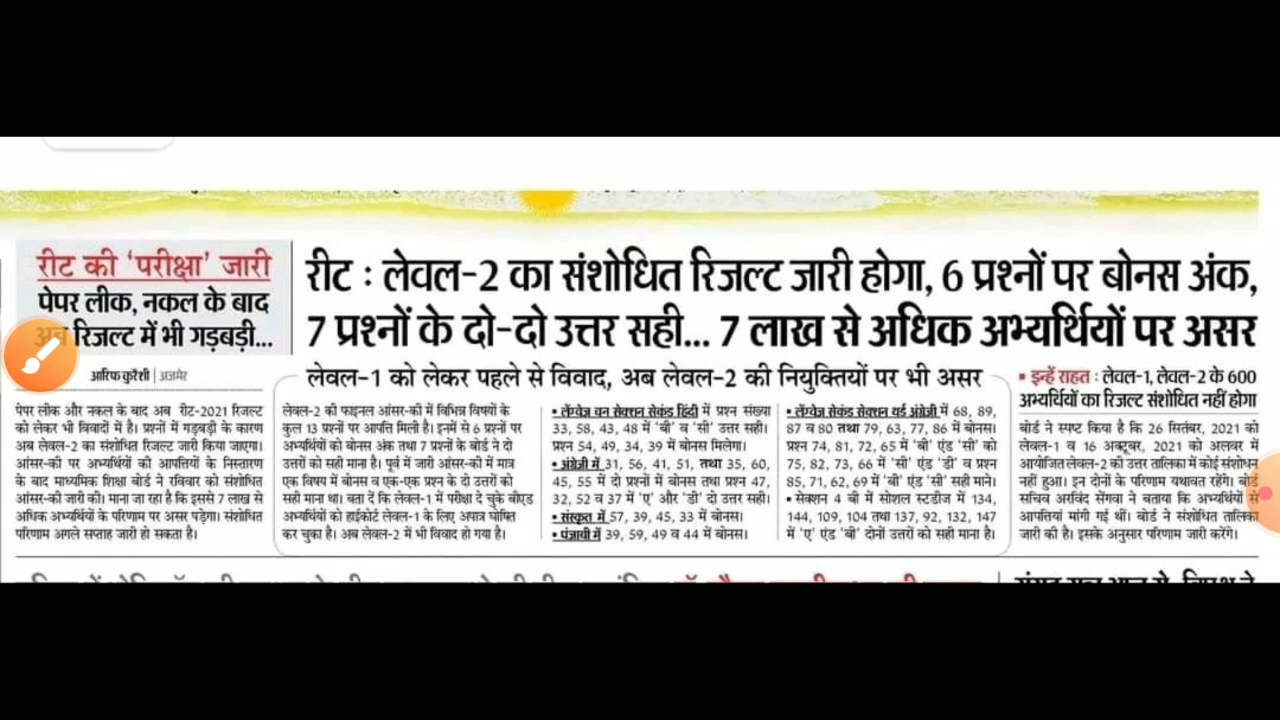 रीट की 'परीक्षा' जारी
पेपर लीक, नकल के बाद
अब रिजल्ट में भी गड़बड़ी...
रीट : लेवल-2 का संशोधित रिजल्ट जारी होगा, 6 प्रश्नों पर बोनस अंक,
7 प्रश्नों के दो-दो उत्तर सही... 7 लाख से अधिक अभ्यर्थियों पर असर
आरिफ कुरैशी | अजमेर
पेपर लीक और नकल के बाद अब रीट-2021 रिजल्ट
को लेकर भी विवादों में है। प्रश्नों में गड़बड़ी के कारण
अब लेवल-2 का संशोधित रिजल्ट जारी किया जाएगा।
आंसर-की पर अभ्यर्थियों की आपत्तियों के निस्तारण
के बाद माध्यमिक शिक्षा बोर्ड ने रविवार को संशोधित
आंसर-की जारी की। माना जा रहा है कि इससे 7 लाख से
अधिक अभ्यर्थियों के परिणाम पर असर पड़ेगा। संशोधित
परिणाम अगले सप्ताह जारी हो सकता है।
लेवल-1 को लेकर पहले से विवाद, अब लेवल-2 की नियुक्तियों पर भी असर
लेवल-2 की फाइनल आंसर-की में विभिन्न विषयों के
कुल 13 प्रश्नों पर आपत्ति मिली है। इनमें से 6 प्रश्नों पर
अभ्यर्थियों को बोनस अंक तथा 7 प्रश्नों के बोर्ड ने दो
उत्तरों को सही माना है। पूर्व में जारी आंसर-की में मात्र
एक विषय में बोनस व एक-एक प्रश्न के दो उत्तरों को
सही माना था। बता दें कि लेवल-1 में परीक्षा दे चुके बीएड
अभ्यर्थियों को हाईकोर्ट लेवल-1 के लिए अपात्र घोषित
कर चुका है। अब लेवल-2 में भी विवाद हो गया है।
• लेंग्वेज वन सेक्शन सेकंड हिंदी में प्रश्न संख्या
33, 58, 43, 48 में 'बी' व 'सी' उत्तर सही।
प्रश्न 54, 49, 34, 39 में बोनस मिलेगा।
• अंग्रेजी में 31, 56, 41, 51, तथा 35, 60,
45, 55 में दो प्रश्नों में बोनस तथा प्रश्न 47,
32, 52 व 37 में 'ए' और 'डी' दो उत्तर सही।
• संस्कृत में 57, 39, 45, 33 में बोनस।
• पंजाबी में 39, 59, 49 व 44 में बोनस।
• लेंग्वेज सेकंड सेक्शन थर्ड अंग्रेजी में 68, 89,
87 व 80 तथा 79, 63, 77, 86 में बोनस।
प्रश्न 74, 81, 72, 65 में 'बी' एंड 'सी' को
75, 82, 73, 66 में 'सी' एंड 'डी' व प्रश्न
85, 71, 62, 69 में 'बी' एंड 'सी' सही माने।
• सेक्शन 4 बी में सोशल स्टडीज में 134,
144, 109, 104 तथा 137, 92, 132, 147
में 'ए' एंड 'बी' दोनों उत्तरों को सही माना है।
• इन्हें राहत : लेवल-1, लेवल-2 के 600
अभ्यर्थियों का रिजल्ट संशोधित नहीं होगा
बोर्ड ने स्पष्ट किया है कि 26 सितंबर, 2021 को
लेवल-1 व 16 अक्टूबर, 2021 को अलवर में
आयोजित लेवल-2 की उत्तर तालिका में कोई संशोधन
नहीं हुआ। इन दोनों के परिणाम यथावत रहेंगे। बोर्ड
सचिव अरविंद सेंगवा ने बताया कि अभ्यर्थियों से
आपत्तियां मांगी गई थीं। बोर्ड ने संशोधित तालिका
जारी की है। इसके अनुसार परिणाम जारी करेंगे।